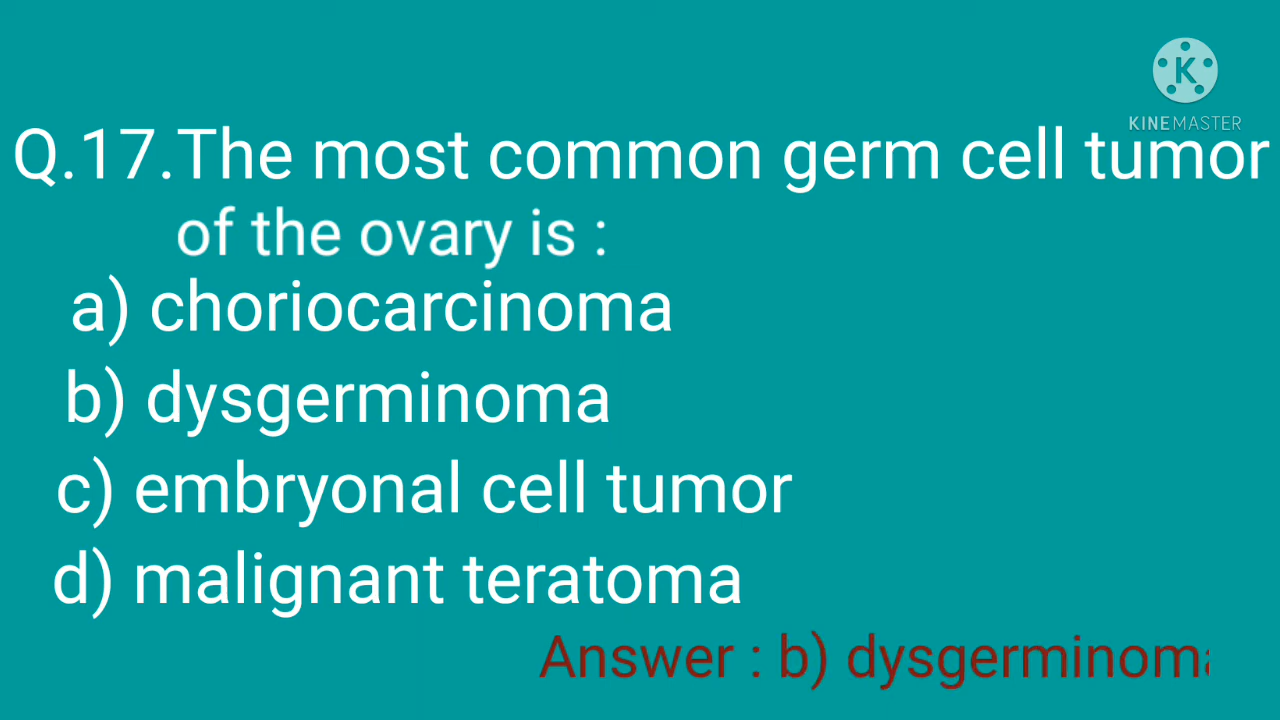 K
KINEMASTER
Q.17.The most common germ cell tumor
of the ovary is :
a) choriocarcinoma
b) dysgerminoma
c) embryonal cell tumor
d) malignant teratoma
Answer : b) dysgerminoma